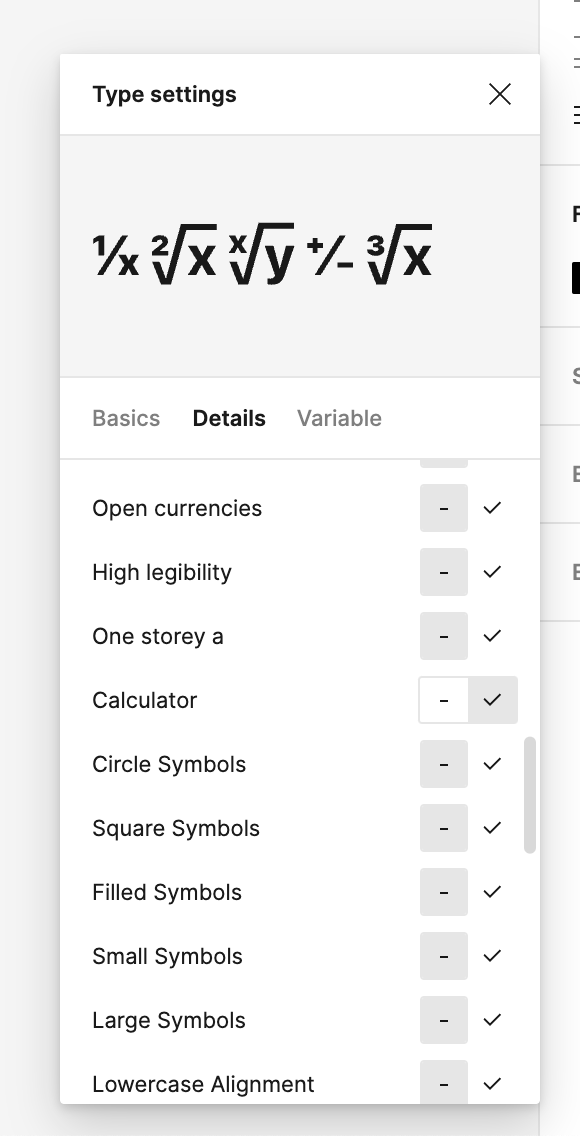 Type settings
¹⁄x ²√x ˣ√y ⁺⁄₋ ³√x
Basics Details Variable
Open currencies - ✓
High legibility - ✓
One storey a - ✓
Calculator - ✓
Circle Symbols - ✓
Square Symbols - ✓
Filled Symbols - ✓
Small Symbols - ✓
Large Symbols - ✓
Lowercase Alignment - ✓